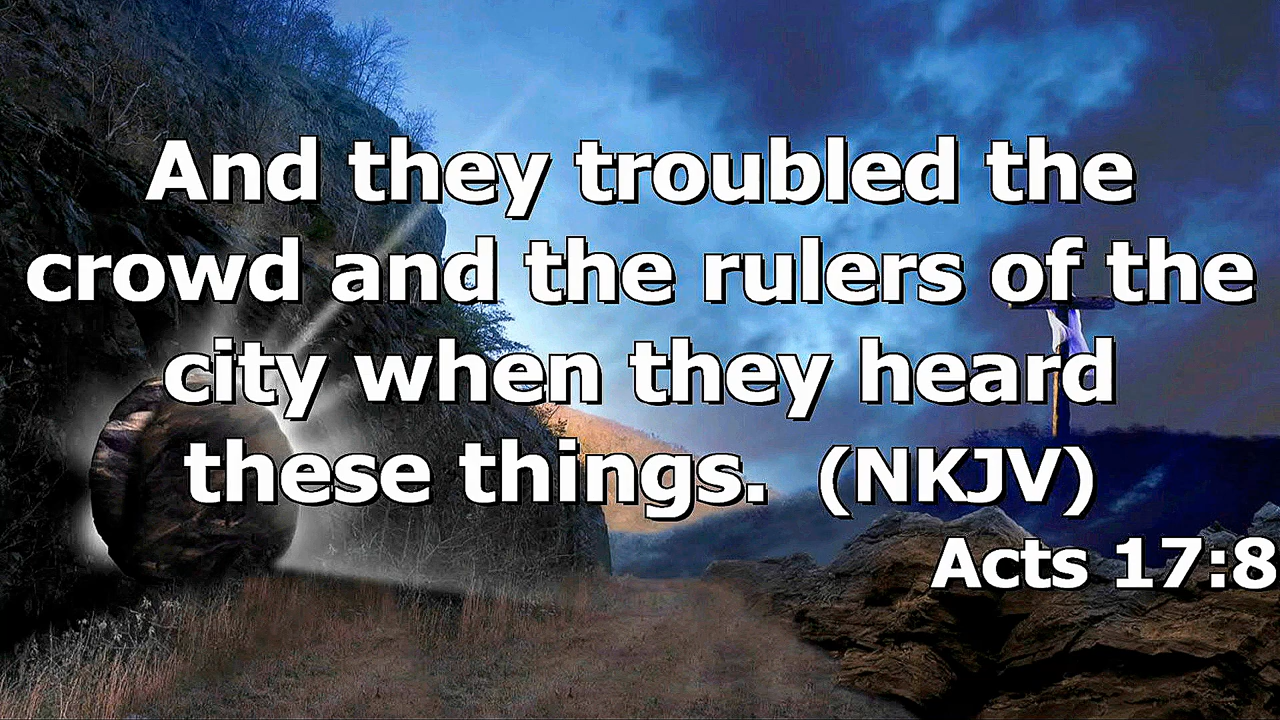 And they troubled the
crowd and the rulers of the
city when they heard
these things. (NKJV)
Acts 17:8